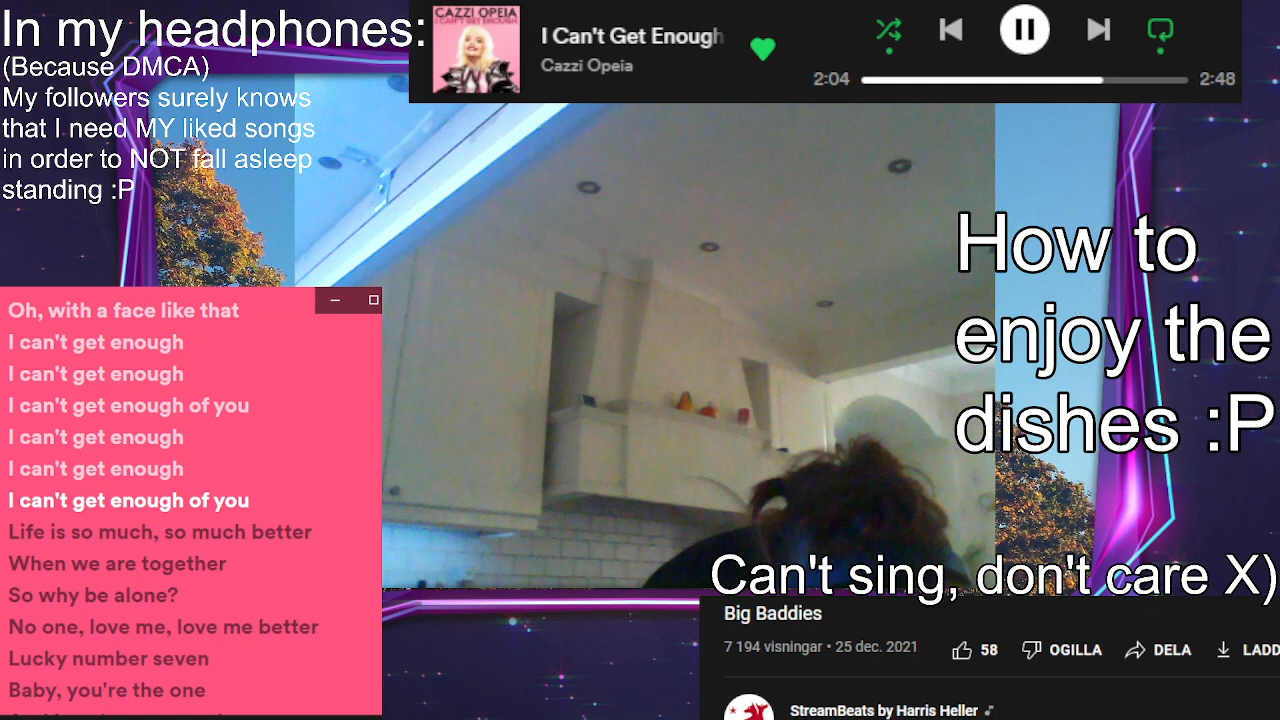 In my headphones:
(Because DMCA)
My followers surely knows
that I need MY liked songs
in order to NOT fall asleep
standing :P
CAZZI OPEIA
I CAN'T GET ENOUGH
I Can't Get Enough
Cazzi Opeia
2:04
2:48
How to
enjoy the
dishes :P
Oh, with a face like that
I can't get enough
I can't get enough
I can't get enough of you
I can't get enough
I can't get enough
I can't get enough of you
Life is so much, so much better
When we are together
So why be alone?
No one, love me, love me better
Lucky number seven
Baby, you're the one
Can't sing, don't care X)
Big Baddies
7 194 visningar • 25 dec. 2021
58 OGILLA DELA LADD
StreamBeats by Harris Heller